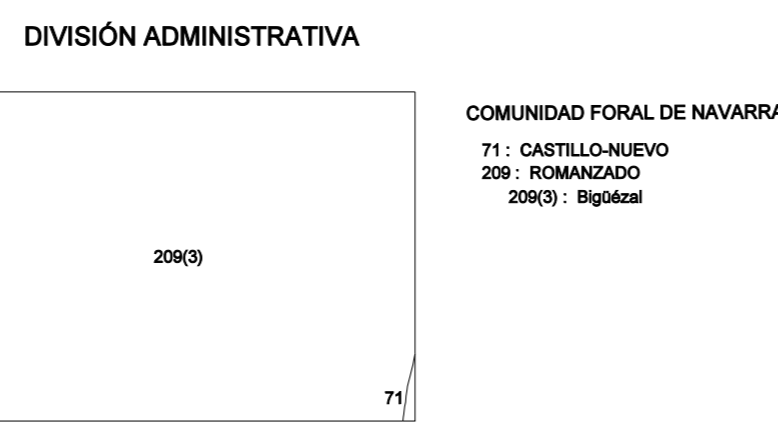 DIVISIÓN ADMINISTRATIVA
209(3)
71
COMUNIDAD FORAL DE NAVARRA
71 : CASTILLO-NUEVO
209 : ROMANZADO
209(3) : Bigüézal